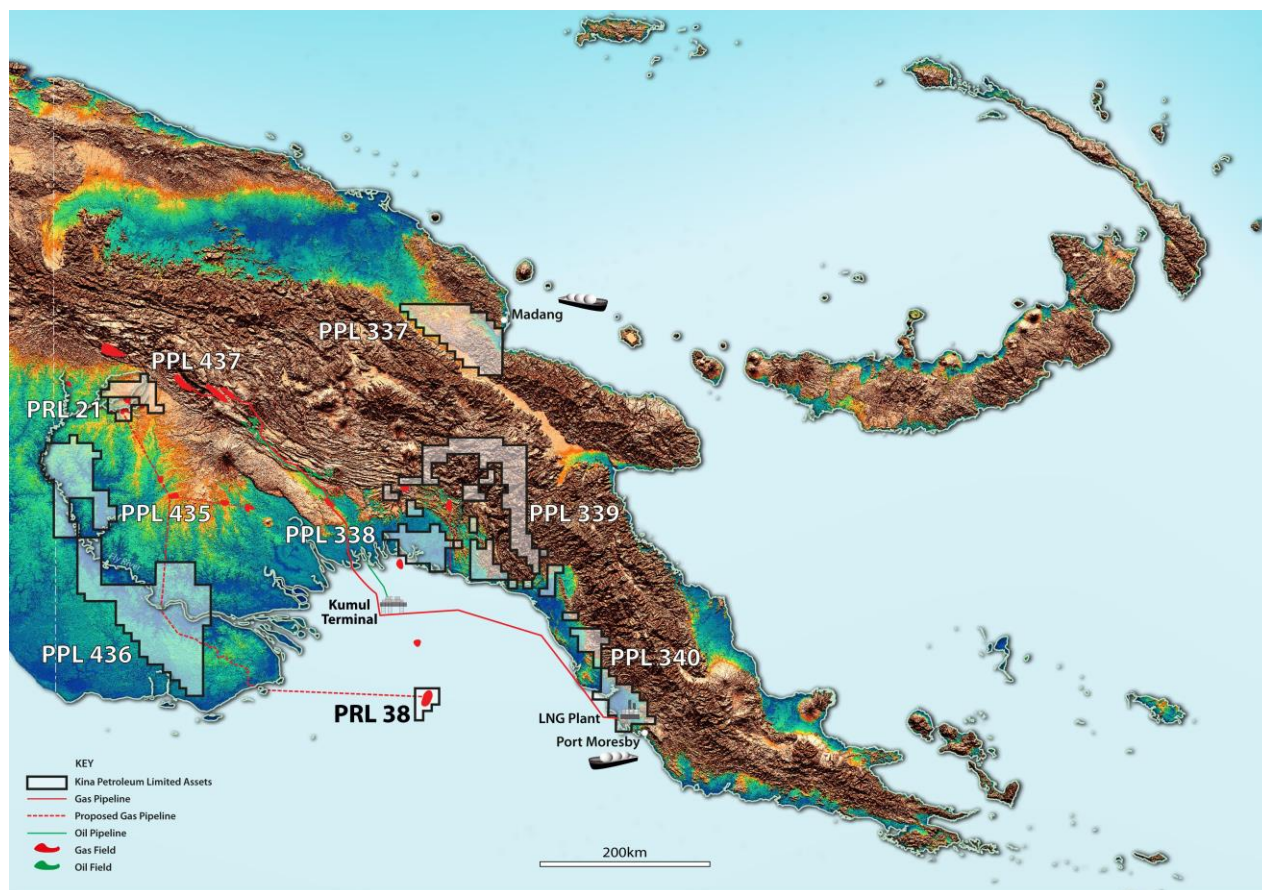 Madang
PPL 337
PPL 437
PRL 21
PPL 435
PPL 338
PPL 339
Kumul
Terminal
PPL 436
PPL 340
PRL 38
LNG Plant
Port Moresby
KEY
Kina Petroleum Limited Assets
Gas Pipeline
Proposed Gas Pipeline
Oil Pipeline
Gas Field
Oil Field
200km